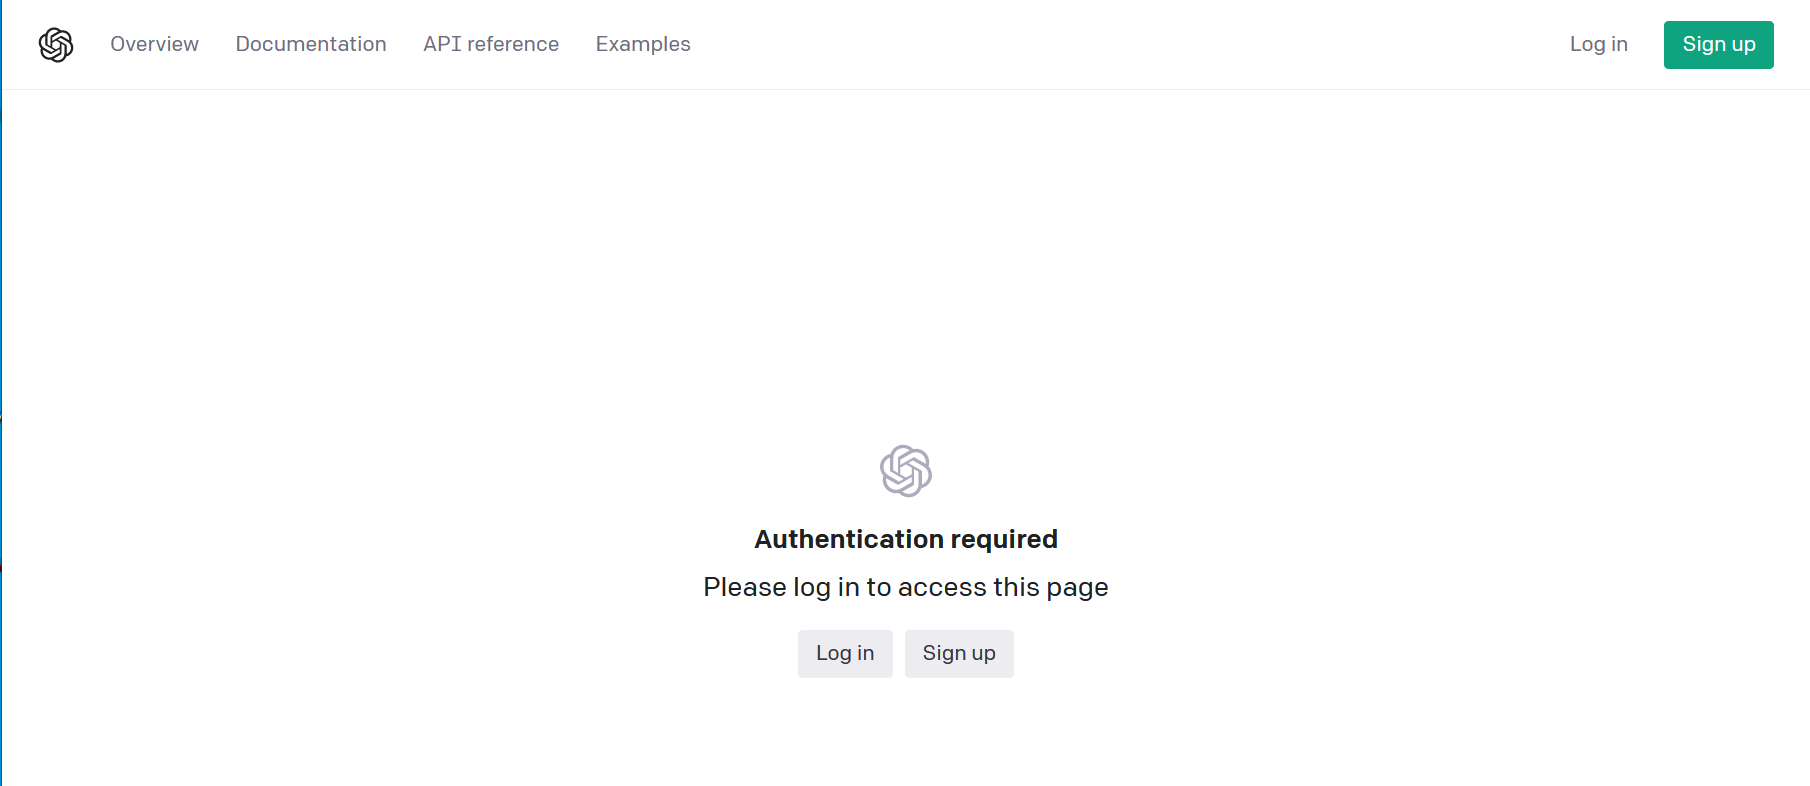 Overview Documentation API reference Examples Log in Sign up
Authentication required
Please log in to access this page
Log in Sign up